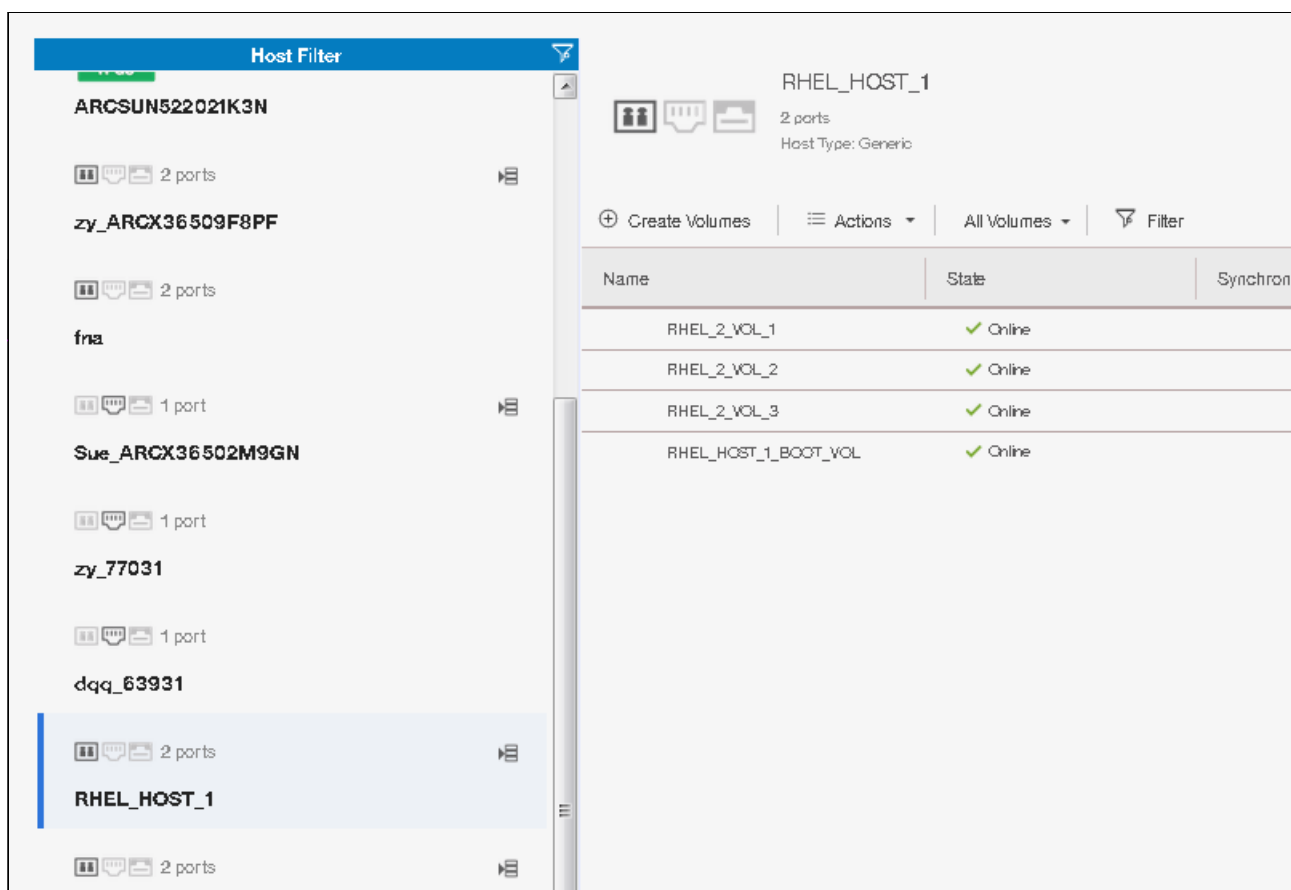 Host Filter
ARCSUN522021K3N
2 ports
zy_ARCX36509F8PF
2 ports
fna
1 port
Sue_ARCX36502M9GN
1 port
zy_77031
1 port
dqq_63931
2 ports
RHEL_HOST_1
2 ports
RHEL_HOST_1
2 ports
Host Type: Generic
Create Volumes Actions All Volumes Filter
Name State Synchron
RHEL_2_VOL_1 Online
RHEL_2_VOL_2 Online
RHEL_2_VOL_3 Online
RHEL_HOST_1_BOOT_VOL Online